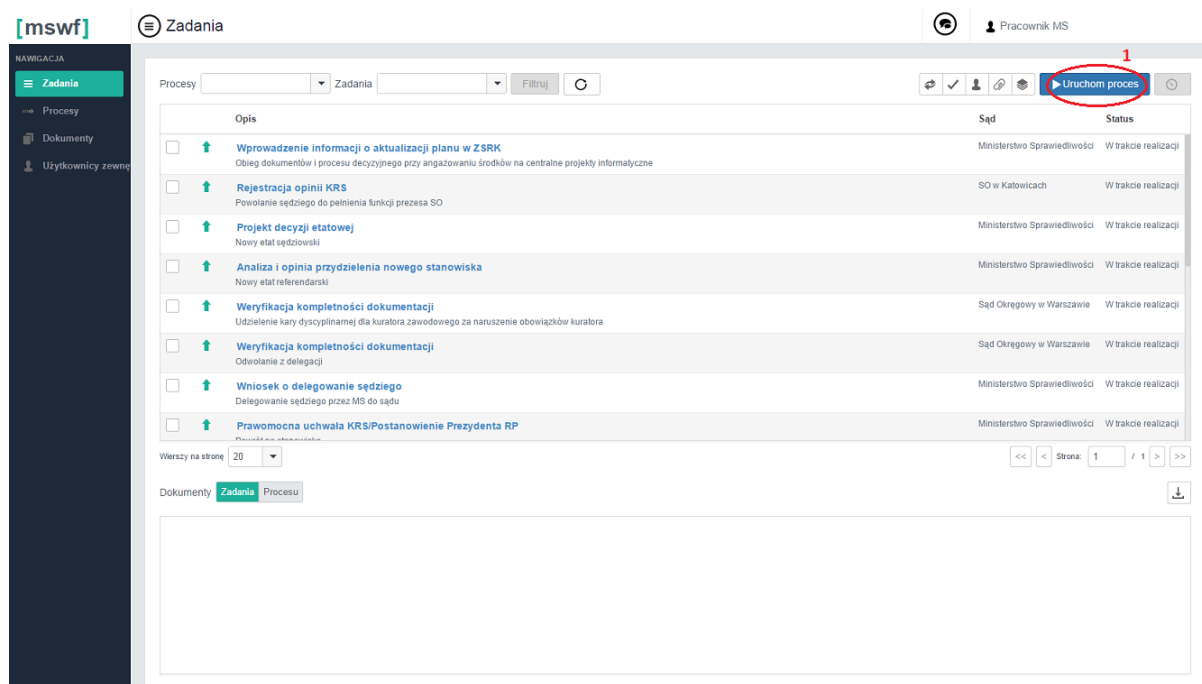 [mswf]
Zadania
Pracownik MS
NAWIGACJA
Zadania
Procesy
Dokumenty
Użytkownicy zewnę
1
Procesy
Zadania
Filtruj
Uruchom proces
Opis
Sąd
Status
Wprowadzenie informacji o aktualizacji planu w ZSRK
Ministerstwo Sprawiedliwości
W trakcie realizacji
Obieg dokumentów i procesu decyzyjnego przy angażowaniu środków na centralne projekty informatyczne
Rejestracja opinii KRS
SO w Katowicach
W trakcie realizacji
Powołanie sędziego do pełnienia funkcji prezesa SO
Projekt decyzji etatowej
Ministerstwo Sprawiedliwości
W trakcie realizacji
Nowy etat sędziowski
Analiza i opinia przydzielenia nowego stanowiska
Ministerstwo Sprawiedliwości
W trakcie realizacji
Nowy etat referendarski
Weryfikacja kompletności dokumentacji
Sąd Okręgowy w Warszawie
W trakcie realizacji
Udzielenie kary dyscyplinarnej dla kuratora zawodowego za naruszenie obowiązków kuratora
Weryfikacja kompletności dokumentacji
Sąd Okręgowy w Warszawie
W trakcie realizacji
Odwołanie z delegacji
Wniosek o delegowanie sędziego
Ministerstwo Sprawiedliwości
W trakcie realizacji
Delegowanie sędziego przez MS do sądu
Prawomocna uchwała KRS/Postanowienie Prezydenta RP
Ministerstwo Sprawiedliwości
W trakcie realizacji
Wierszy na stronę 20
<< < Strona: 1 / 1 > >>
Dokumenty Zadania Procesu